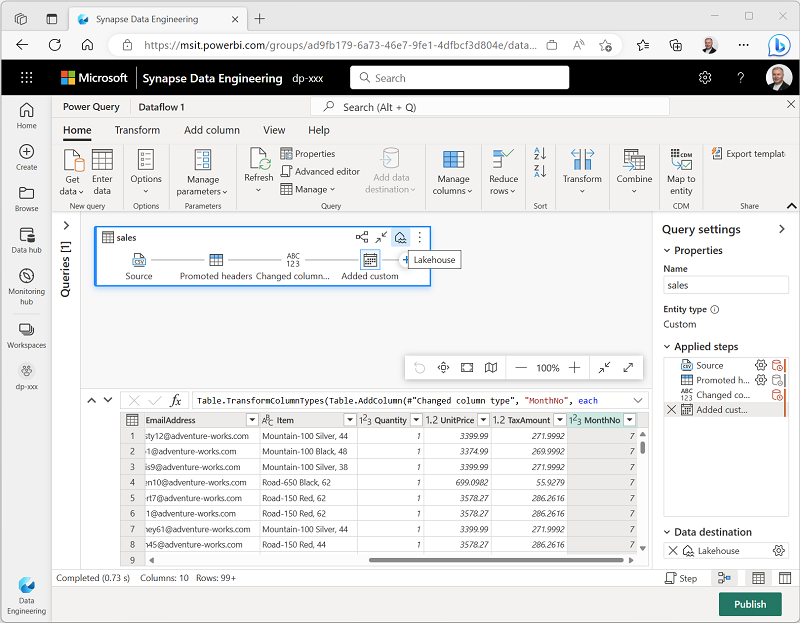 Synapse Data Engineering
https://msit.powerbi.com/groups/ad9fb179-6a73-46e7-9fe1-4dfbcf3d804e/data...
Microsoft
Synapse Data Engineering
dp-xxx
Search
Home
Create
Browse
Data hub
Monitoring
hub
Workspaces
dp-xxx
Data
Engineering
Power Query
Dataflow 1
Search (Alt + Q)
Home
Transform
Add column
View
Help
Get
data
Enter
data
New query
Options
Options
Manage
parameters
Parameters
Refresh
Properties
Advanced editor
Manage
Add data
destination
Query
Manage
columns
Reduce
rows
Sort
Transform
Combine
Map to
entity
CDM
Export templat
Share
Queries [1]
sales
Source
Promoted headers
Changed column...
Added custom
Lakehouse
100%
fx
Table.TransformColumnTypes(Table.AddColumn(#"Changed column type", "MonthNo", each
EmailAddress Item Quantity 1.2 UnitPrice 1.2 TaxAmount MonthNo
1 sty12@adventure-works.com Mountain-100 Silver, 44 1 3399.99 271.9992 7
2 o1@adventure-works.com Mountain-100 Black, 48 1 3374.99 269.9992 7
3 is9@adventure-works.com Mountain-100 Silver, 38 1 3399.99 271.9992 7
4 en10@adventure-works.com Road-650 Black, 62 1 699.0982 55.9279 7
5 ert7@adventure-works.com Road-150 Red, 62 1 3578.27 286.2616 7
6 1@adventure-works.com Road-150 Red, 62 1 3578.27 286.2616 7
7 ney61@adventure-works.com Mountain-100 Silver, 44 1 3399.99 271.9992 7
8 n45@adventure-works.com Road-150 Red, 44 1 3578.27 286.2616 7
9
Completed (0.73 s) Columns: 10 Rows: 99+
Step
Query settings
Properties
Name
sales
Entity type
Custom
Applied steps
Source
Promoted h...
Changed co...
Added cust...
Data destination
Lakehouse
Publish